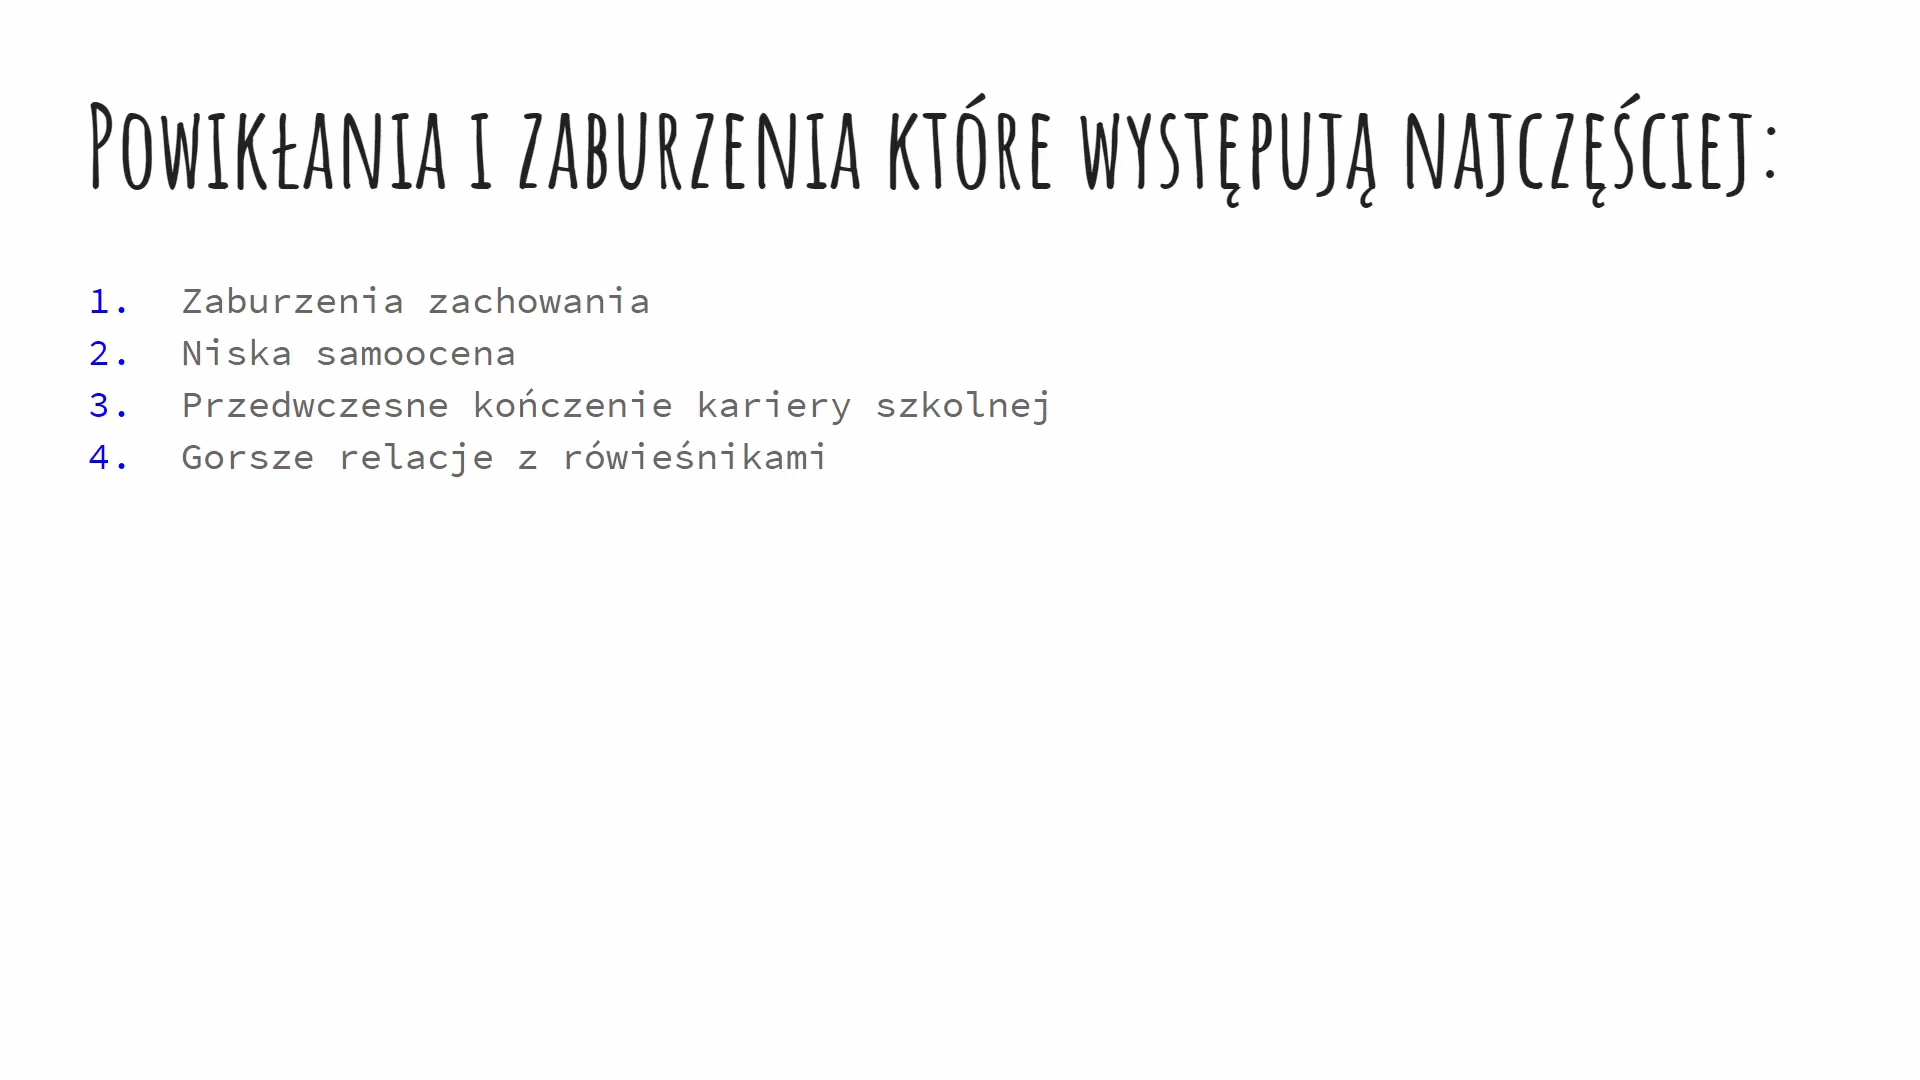 Powikłania i zaburzenia które występują najczęściej:
1. Zaburzenia zachowania
2. Niska samoocena
3. Przedwczesne kończenie kariery szkolnej
4. Gorsze relacje z rówieśnikami